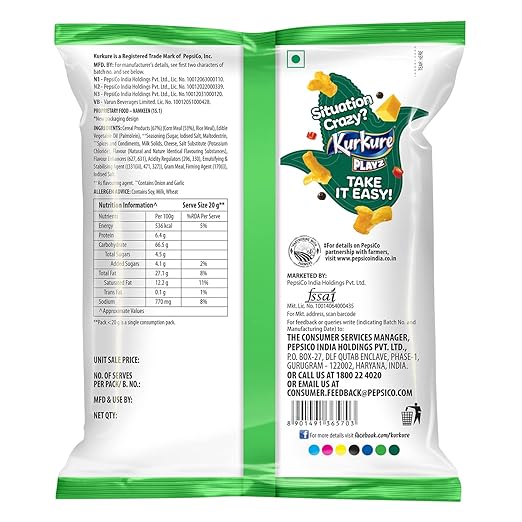 Kurkure is a Registered Trade Mark of PepsiCo, Inc.
MFD. BY: For manufacturer's details, see first two characters of
batch no. and see below.
N1 - PepsiCo India Holdings Pvt. Ltd., Lic. No. 10012063000110.
N2 - PepsiCo India Holdings Pvt. Ltd., Lic. No. 10012022000339.
N3 - PepsiCo India Holdings Pvt. Ltd., Lic. No. 10012031000120.
VB - Varun Beverages Limited, Lic. No. 10012051000428.
PROPRIETARY FOOD - NAMKEEN (15.1)
*New packaging design
INGREDIENTS: Cereal Products (67%) (Corn Meal (53%), Rice Meal), Edible
Vegetable Oil (Palmolein), **Seasoning (Sugar, Iodised Salt, Maltodextrin,
Spices and Condiments, Milk Solids, Cheese, Salt Substitute (Potassium
Chloride), Flavour (Natural and Nature Identical Flavouring Substances),
Flavour Enhancers (627, 631), Acidity Regulators (296, 330), Emulsifying &
Stabilising Agent, 471, 327)), Gram Meal, Firming Agent
Iodised Salt.
* As flavouring agent. Contains Onion and Garlic
ALLERGEN ADVICE: Contains Soy, Milk, Wheat
Nutrition Information^ Serve Size 20 g**
Nutrients Per 100g %RDA Per Serve
Energy 536 kcal 5%
Protein 6.4 g
Carbohydrate 66.5 g
Total Sugar 4.5 g
Added Sugars 4.1 g 2%
Total Fat 27.1 g 8%
Saturated Fat 12.2 g 11%
Trans Fat 0.1 g 1%
Sodium 770 mg 8%
^ Approximate Values
**Pack < 20 g is a single consumption pack.
UNIT SALE PRICE:
NO. OF SERVES
PER PACK/ B. NO.:
MFD & USE BY:
NET QTY:
TEAR HERE
Situation
Crazy?
Kurkure
PLAYZ
TAKE
IT EASY!
#For details on PepsiCo
partnership with farmers,
visit www.pepsicoindia.co.in
MARKETED BY:
PepsiCo India Holdings Pvt. Ltd.
fssai
Mkt. Lic. No. 10014064000435
For Mkt. address, scan barcode
For feedback or queries write (indicating Batch No. and
Manufacturing Date) to:
THE CONSUMER SERVICES MANAGER,
PEPSICO INDIA HOLDINGS PVT. LTD.,
P.O. BOX-27, DLF QUTAB ENCLAVE, PHASE-1,
GURUGRAM - 122002, HARYANA, INDIA.
OR CALL US AT 1800 22 4020
OR EMAIL US AT
CONSUMER.FEEDBACK@PEPSICO.COM
8 901491 365703
For more details visit facebook.com/kurkure